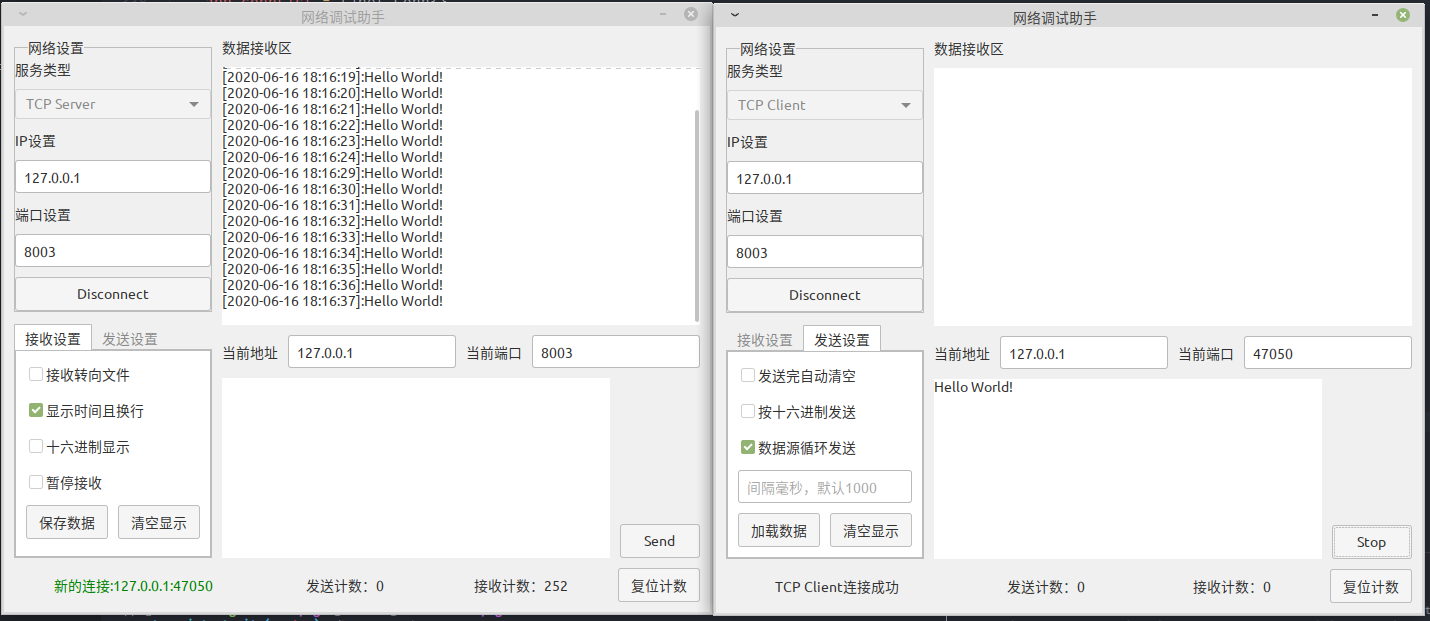 网络调试助手
网络设置
服务类型
TCP Server
IP设置
127.0.0.1
端口设置
8003
Disconnect
接收设置 发送设置
接收转向文件
显示时间且换行
十六进制显示
暂停接收
保存数据 清空显示
数据接收区
[2020-06-16 18:16:19]:Hello World!
[2020-06-16 18:16:20]:Hello World!
[2020-06-16 18:16:21]:Hello World!
[2020-06-16 18:16:22]:Hello World!
[2020-06-16 18:16:23]:Hello World!
[2020-06-16 18:16:24]:Hello World!
[2020-06-16 18:16:29]:Hello World!
[2020-06-16 18:16:30]:Hello World!
[2020-06-16 18:16:31]:Hello World!
[2020-06-16 18:16:32]:Hello World!
[2020-06-16 18:16:33]:Hello World!
[2020-06-16 18:16:34]:Hello World!
[2020-06-16 18:16:35]:Hello World!
[2020-06-16 18:16:36]:Hello World!
[2020-06-16 18:16:37]:Hello World!
当前地址 127.0.0.1 当前端口 8003
Send
新的连接:127.0.0.1:47050 发送计数：0 接收计数：252 复位计数
网络调试助手
网络设置
服务类型
TCP Client
IP设置
127.0.0.1
端口设置
8003
Disconnect
接收设置 发送设置
发送完自动清空
按十六进制发送
数据源循环发送
间隔毫秒，默认1000
加载数据 清空显示
数据接收区
当前地址 127.0.0.1 当前端口 47050
Hello World!
Stop
TCP Client连接成功 发送计数：0 接收计数：0 复位计数